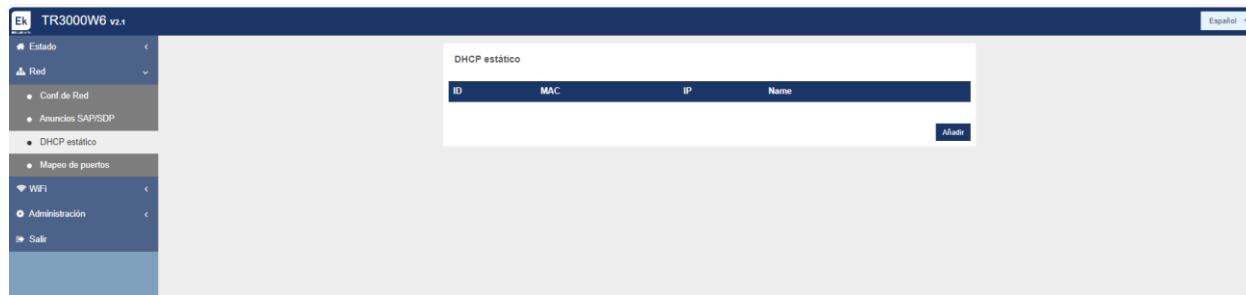 Ek TR3000W6 v2.1
Español
Estado
Red
Conf.de Red
Anuncios SAP/SDP
DHCP estático
Mapeo de puertos
WiFi
Administración
Salir
DHCP estático
ID MAC IP Name
Añadir